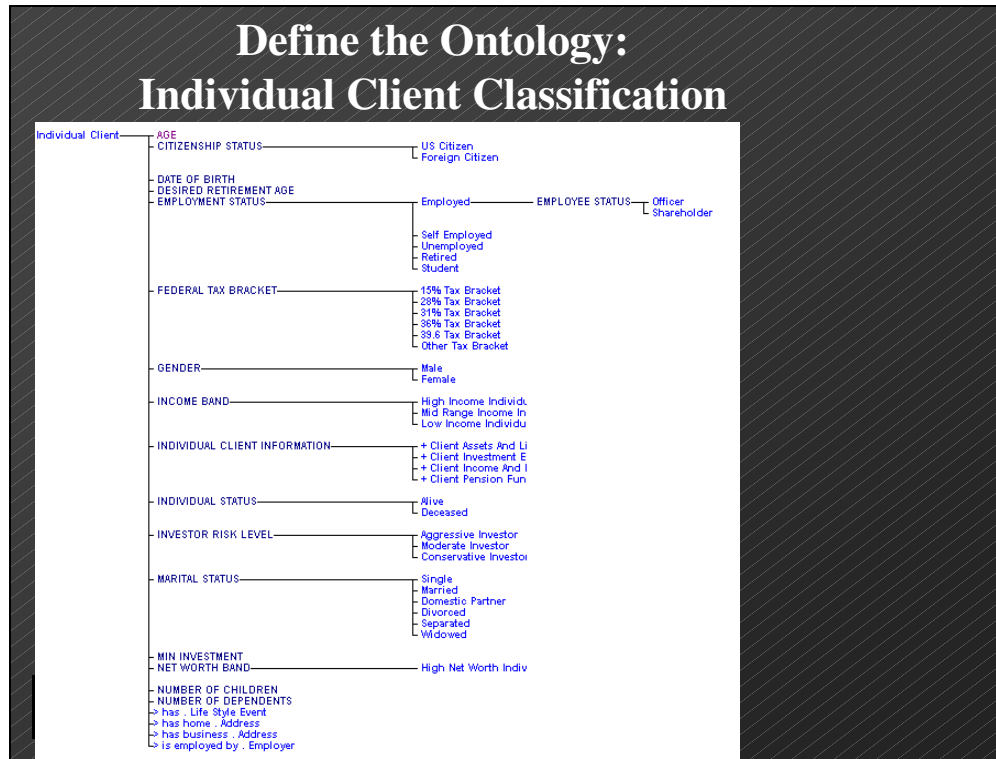 Define the Ontology:
Individual Client Classification
Individual Client
AGE
CITIZENSHIP STATUS
US Citizen
Foreign Citizen
DATE OF BIRTH
DESIRED RETIREMENT AGE
EMPLOYMENT STATUS
Employed
EMPLOYEE STATUS
Officer
Shareholder
Self Employed
Unemployed
Retired
Student
FEDERAL TAX BRACKET
15% Tax Bracket
28% Tax Bracket
31% Tax Bracket
36% Tax Bracket
39.6 Tax Bracket
Other Tax Bracket
GENDER
Male
Female
INCOME BAND
High Income Individu
Mid Range Income In
Low Income Individu
INDIVIDUAL CLIENT INFORMATION
+ Client Assets And Li
+ Client Investment E
+ Client Income And I
+ Client Pension Fun
INDIVIDUAL STATUS
Alive
Deceased
INVESTOR RISK LEVEL
Aggressive Investor
Moderate Investor
Conservative Investor
MARITAL STATUS
Single
Married
Domestic Partner
Divorced
Separated
Widowed
MIN INVESTMENT
NET WORTH BAND
High Net Worth Indiv
NUMBER OF CHILDREN
NUMBER OF DEPENDENTS
> has . Life Style Event
> has home . Address
> has business . Address
> is employed by . Employer